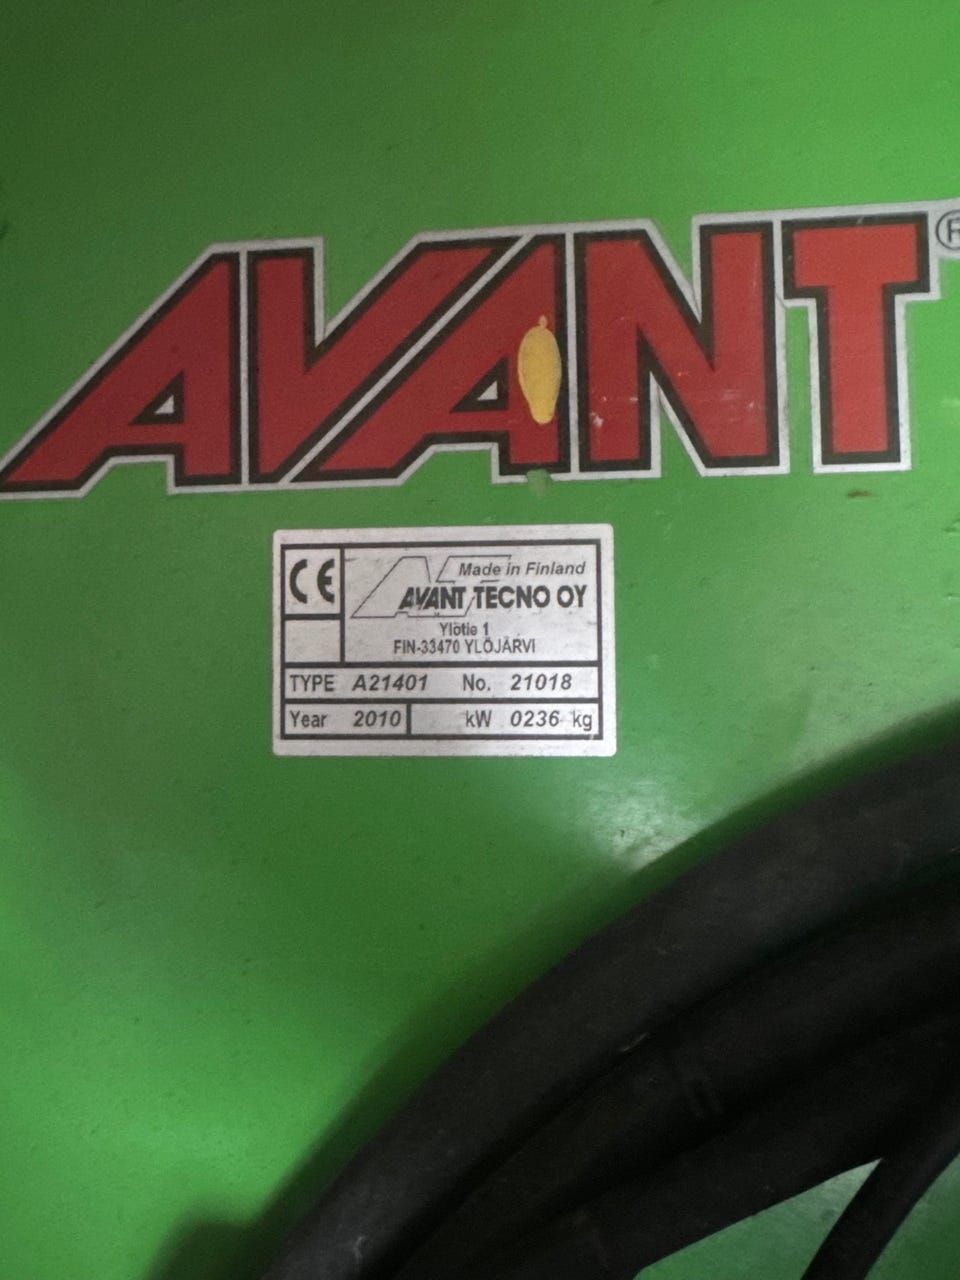 AVANT®
CE
Made in Finland
AVANT TECNO OY
Ylötie 1
FIN-33470 YLÖJÄRVI
TYPE A21401 No. 21018
Year 2010 kW 0236 kg